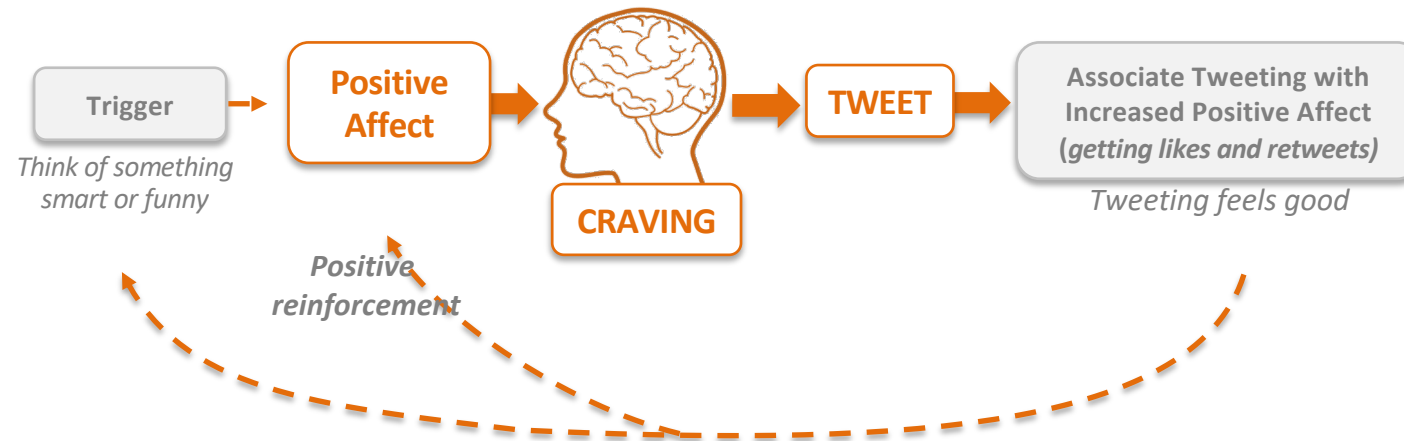 Trigger
Think of something
smart or funny
Positive
Affect
CRAVING
TWEET
Associate Tweeting with
Increased Positive Affect
(getting likes and retweets)
Tweeting feels good
Positive
reinforcement